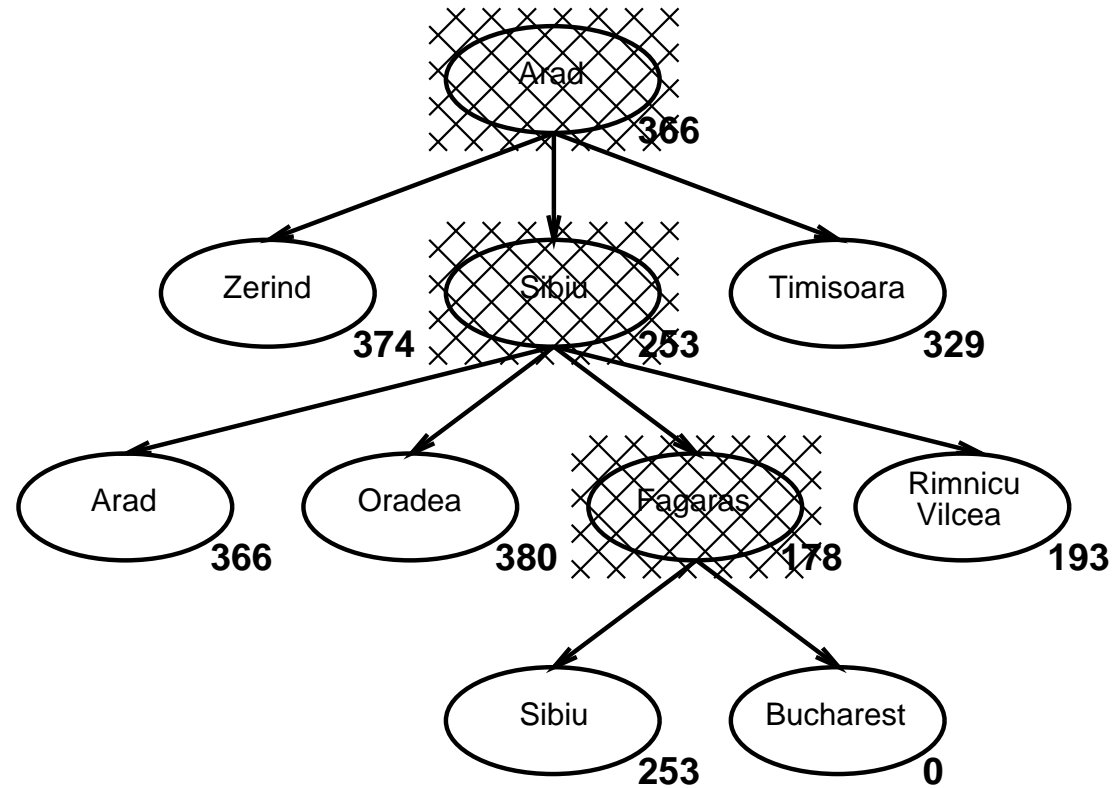 Arad
366
Zerind
374
Sibiu
253
Timisoara
329
Arad
366
Oradea
380
Fagaras
178
Rimnicu
Vilcea
193
Sibiu
253
Bucharest
0